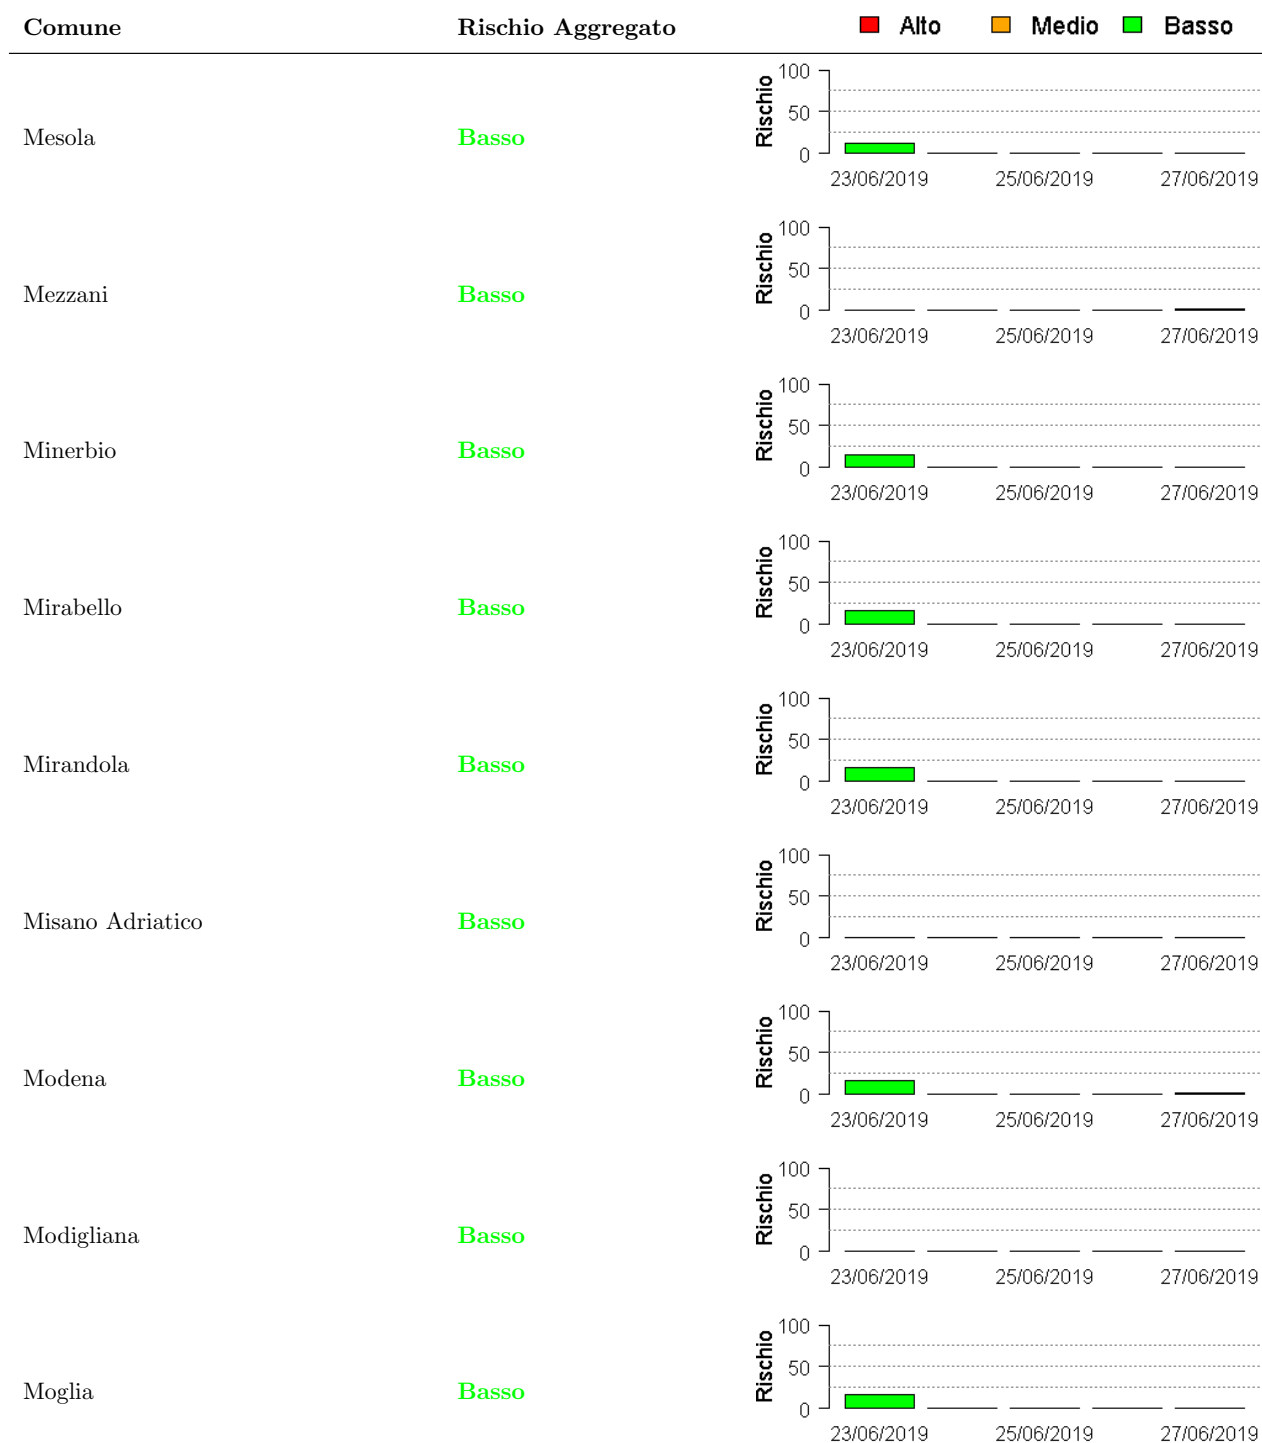 Comune Rischio Aggregato Alto Medio Basso
Mesola Basso Rischio 100 50 0
23/06/2019 25/06/2019 27/06/2019
Mezzani Basso Rischio 100 50 0
23/06/2019 25/06/2019 27/06/2019
Minerbio Basso Rischio 100 50 0
23/06/2019 25/06/2019 27/06/2019
Mirabello Basso Rischio 100 50 0
23/06/2019 25/06/2019 27/06/2019
Mirandola Basso Rischio 100 50 0
23/06/2019 25/06/2019 27/06/2019
Misano Adriatico Basso Rischio 100 50 0
23/06/2019 25/06/2019 27/06/2019
Modena Basso Rischio 100 50 0
23/06/2019 25/06/2019 27/06/2019
Modigliana Basso Rischio 100 50 0
23/06/2019 25/06/2019 27/06/2019
Moglia Basso Rischio 100 50 0
23/06/2019 25/06/2019 27/06/2019